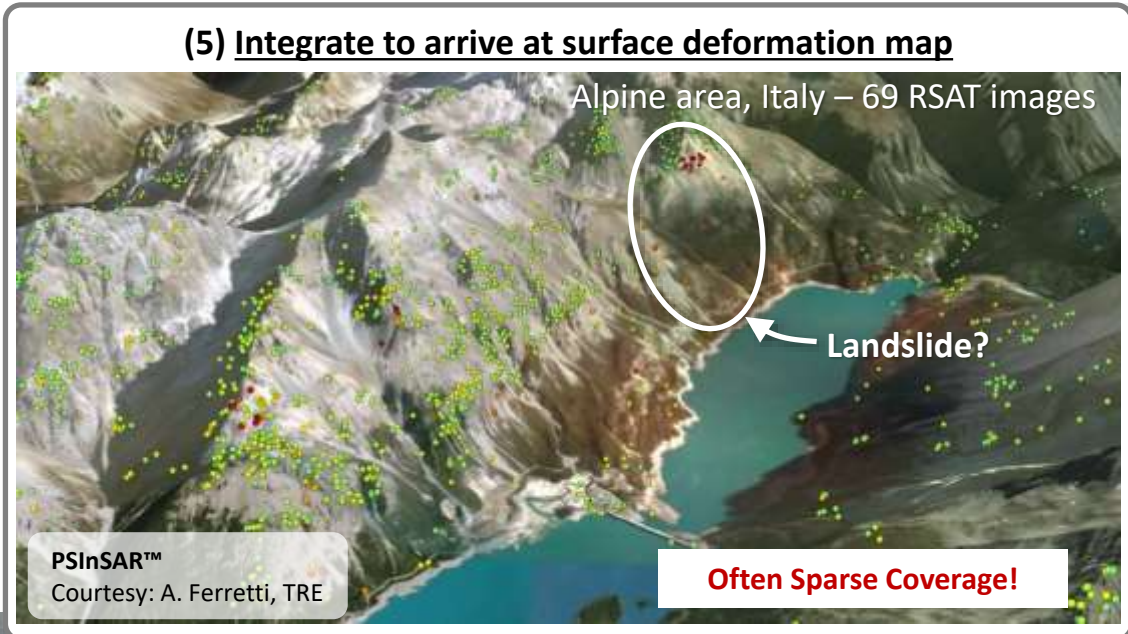 (5) Integrate to arrive at surface deformation map
Alpine area, Italy – 69 RSAT images
Landslide?
PSInSAR™
Courtesy: A. Ferretti, TRE
Often Sparse Coverage!